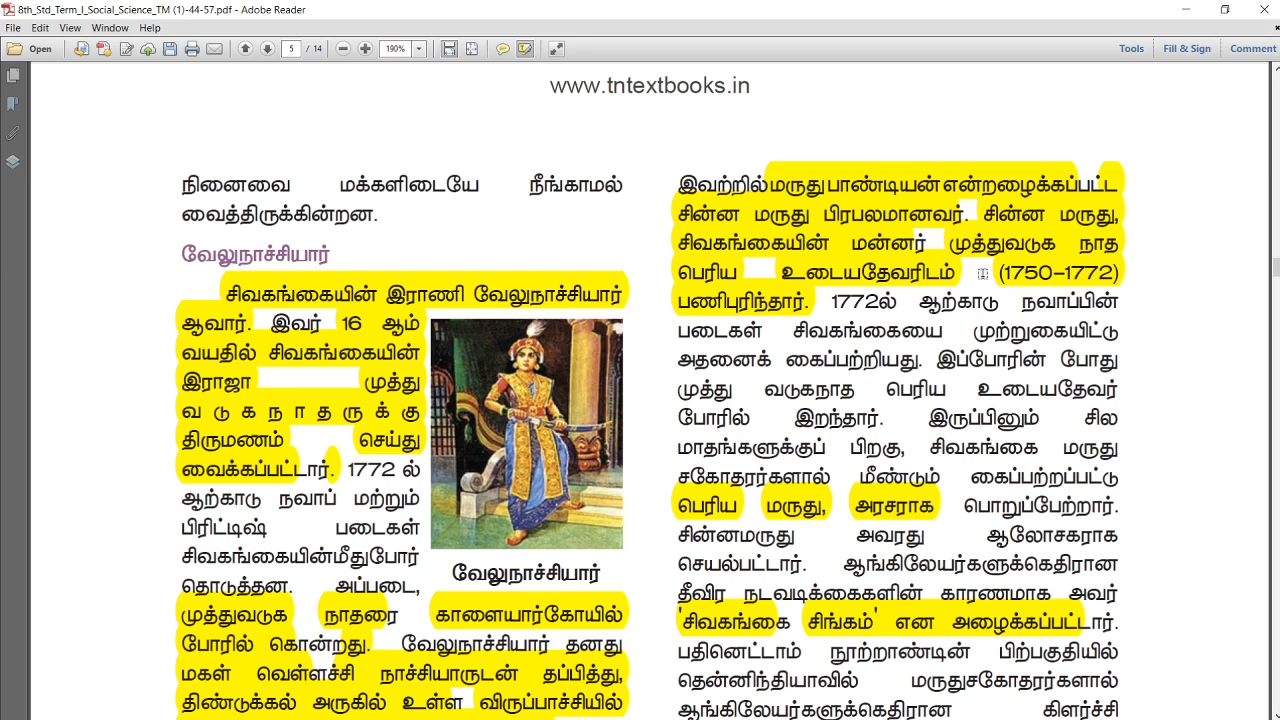 8th_Std_Term_I_Social_Science_TM (1)-44-57.pdf - Adobe Reader
File Edit View Window Help
Open 5 / 14 190% Tools Fill & Sign Comment
www.tntextbooks.in
நினைவை மக்களிடையே நீங்காமல்
வைத்திருக்கின்றன.
வேலுநாச்சியார்
சிவகங்கையின் இராணி வேலுநாச்சியார்
ஆவார். இவர் 16 ஆம்
வயதில் சிவகங்கையின்
இராஜா முத்து
வடுகநாதருக்கு
திருமணம் செய்து
வைக்கப்பட்டார். 1772 ல்
ஆற்காடு நவாப் மற்றும்
பிரிட்டிஷ் படைகள்
சிவகங்கையின்மீதுபோர்
தொடுத்தன. அப்படை,
முத்துவடுக நாதரை காளையார்கோயில்
போரில் கொன்றது. வேலுநாச்சியார் தனது
மகள் வெள்ளச்சி நாச்சியாருடன் தப்பித்து,
திண்டுக்கல் அருகில் உள்ள விருப்பாச்சியில்
வேலுநாச்சியார்
இவற்றில் மருது பாண்டியன் என்றழைக்கப்பட்ட
சின்ன மருது பிரபலமானவர். சின்ன மருது,
சிவகங்கையின் மன்னர் முத்துவடுக நாத
பெரிய உடையதேவரிடம் (1750–1772)
பணிபுரிந்தார். 1772ல் ஆற்காடு நவாப்பின்
படைகள் சிவகங்கையை முற்றுகையிட்டு
அதனைக் கைப்பற்றியது. இப்போரின் போது
முத்து வடுகநாத பெரிய உடையதேவர்
போரில் இறந்தார். இருப்பினும் சில
மாதங்களுக்குப் பிறகு, சிவகங்கை மருது
சகோதரர்களால் மீண்டும் கைப்பற்றப்பட்டு
பெரிய மருது, அரசராக பொறுப்பேற்றார்.
சின்னமருது அவரது ஆலோசகராக
செயல்பட்டார். ஆங்கிலேயர்களுக்கெதிரான
தீவிர நடவடிக்கைகளின் காரணமாக அவர்
'சிவகங்கை சிங்கம்' என அழைக்கப்பட்டார்.
பதினெட்டாம் நூற்றாண்டின் பிற்பகுதியில்
தென்னிந்தியாவில் மருதுசகோதரர்களால்
ஆங்கிலேயர்களுக்கெதிரான கிளர்ச்சி